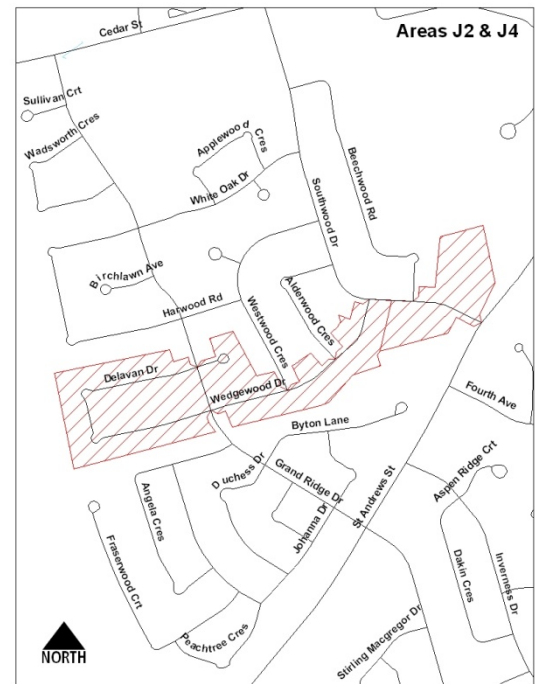 Areas J2 & J4
Cedar St
Sullivan Crt
Wadsworth Cres
Applewood Cres
White Oak Dr
Beechwood Rd
Southwood Dr
Birchlawn Ave
Harwood Rd
Westwood Cres
Alderwood Cres
Delavan Dr
Wedgewood Dr
Byton Lane
Fourth Ave
Duchess Dr
Grand Ridge Dr
St Andrews St
Aspen Ridge Crt
Angela Cres
Johanna Dr
Fraserwood Crt
Dakin Cres
Inverness Dr
Peachtree Cres
Stirling Macgregor Dr
NORTH